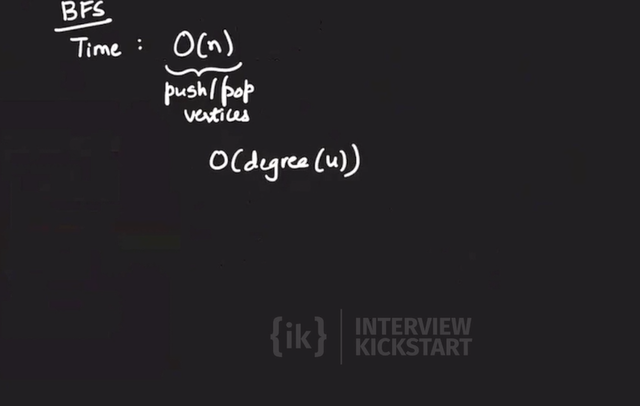 BFS
Time : O(n)
push/pop
vertices
O(degree(u))
{ik} INTERVIEW
KICKSTART